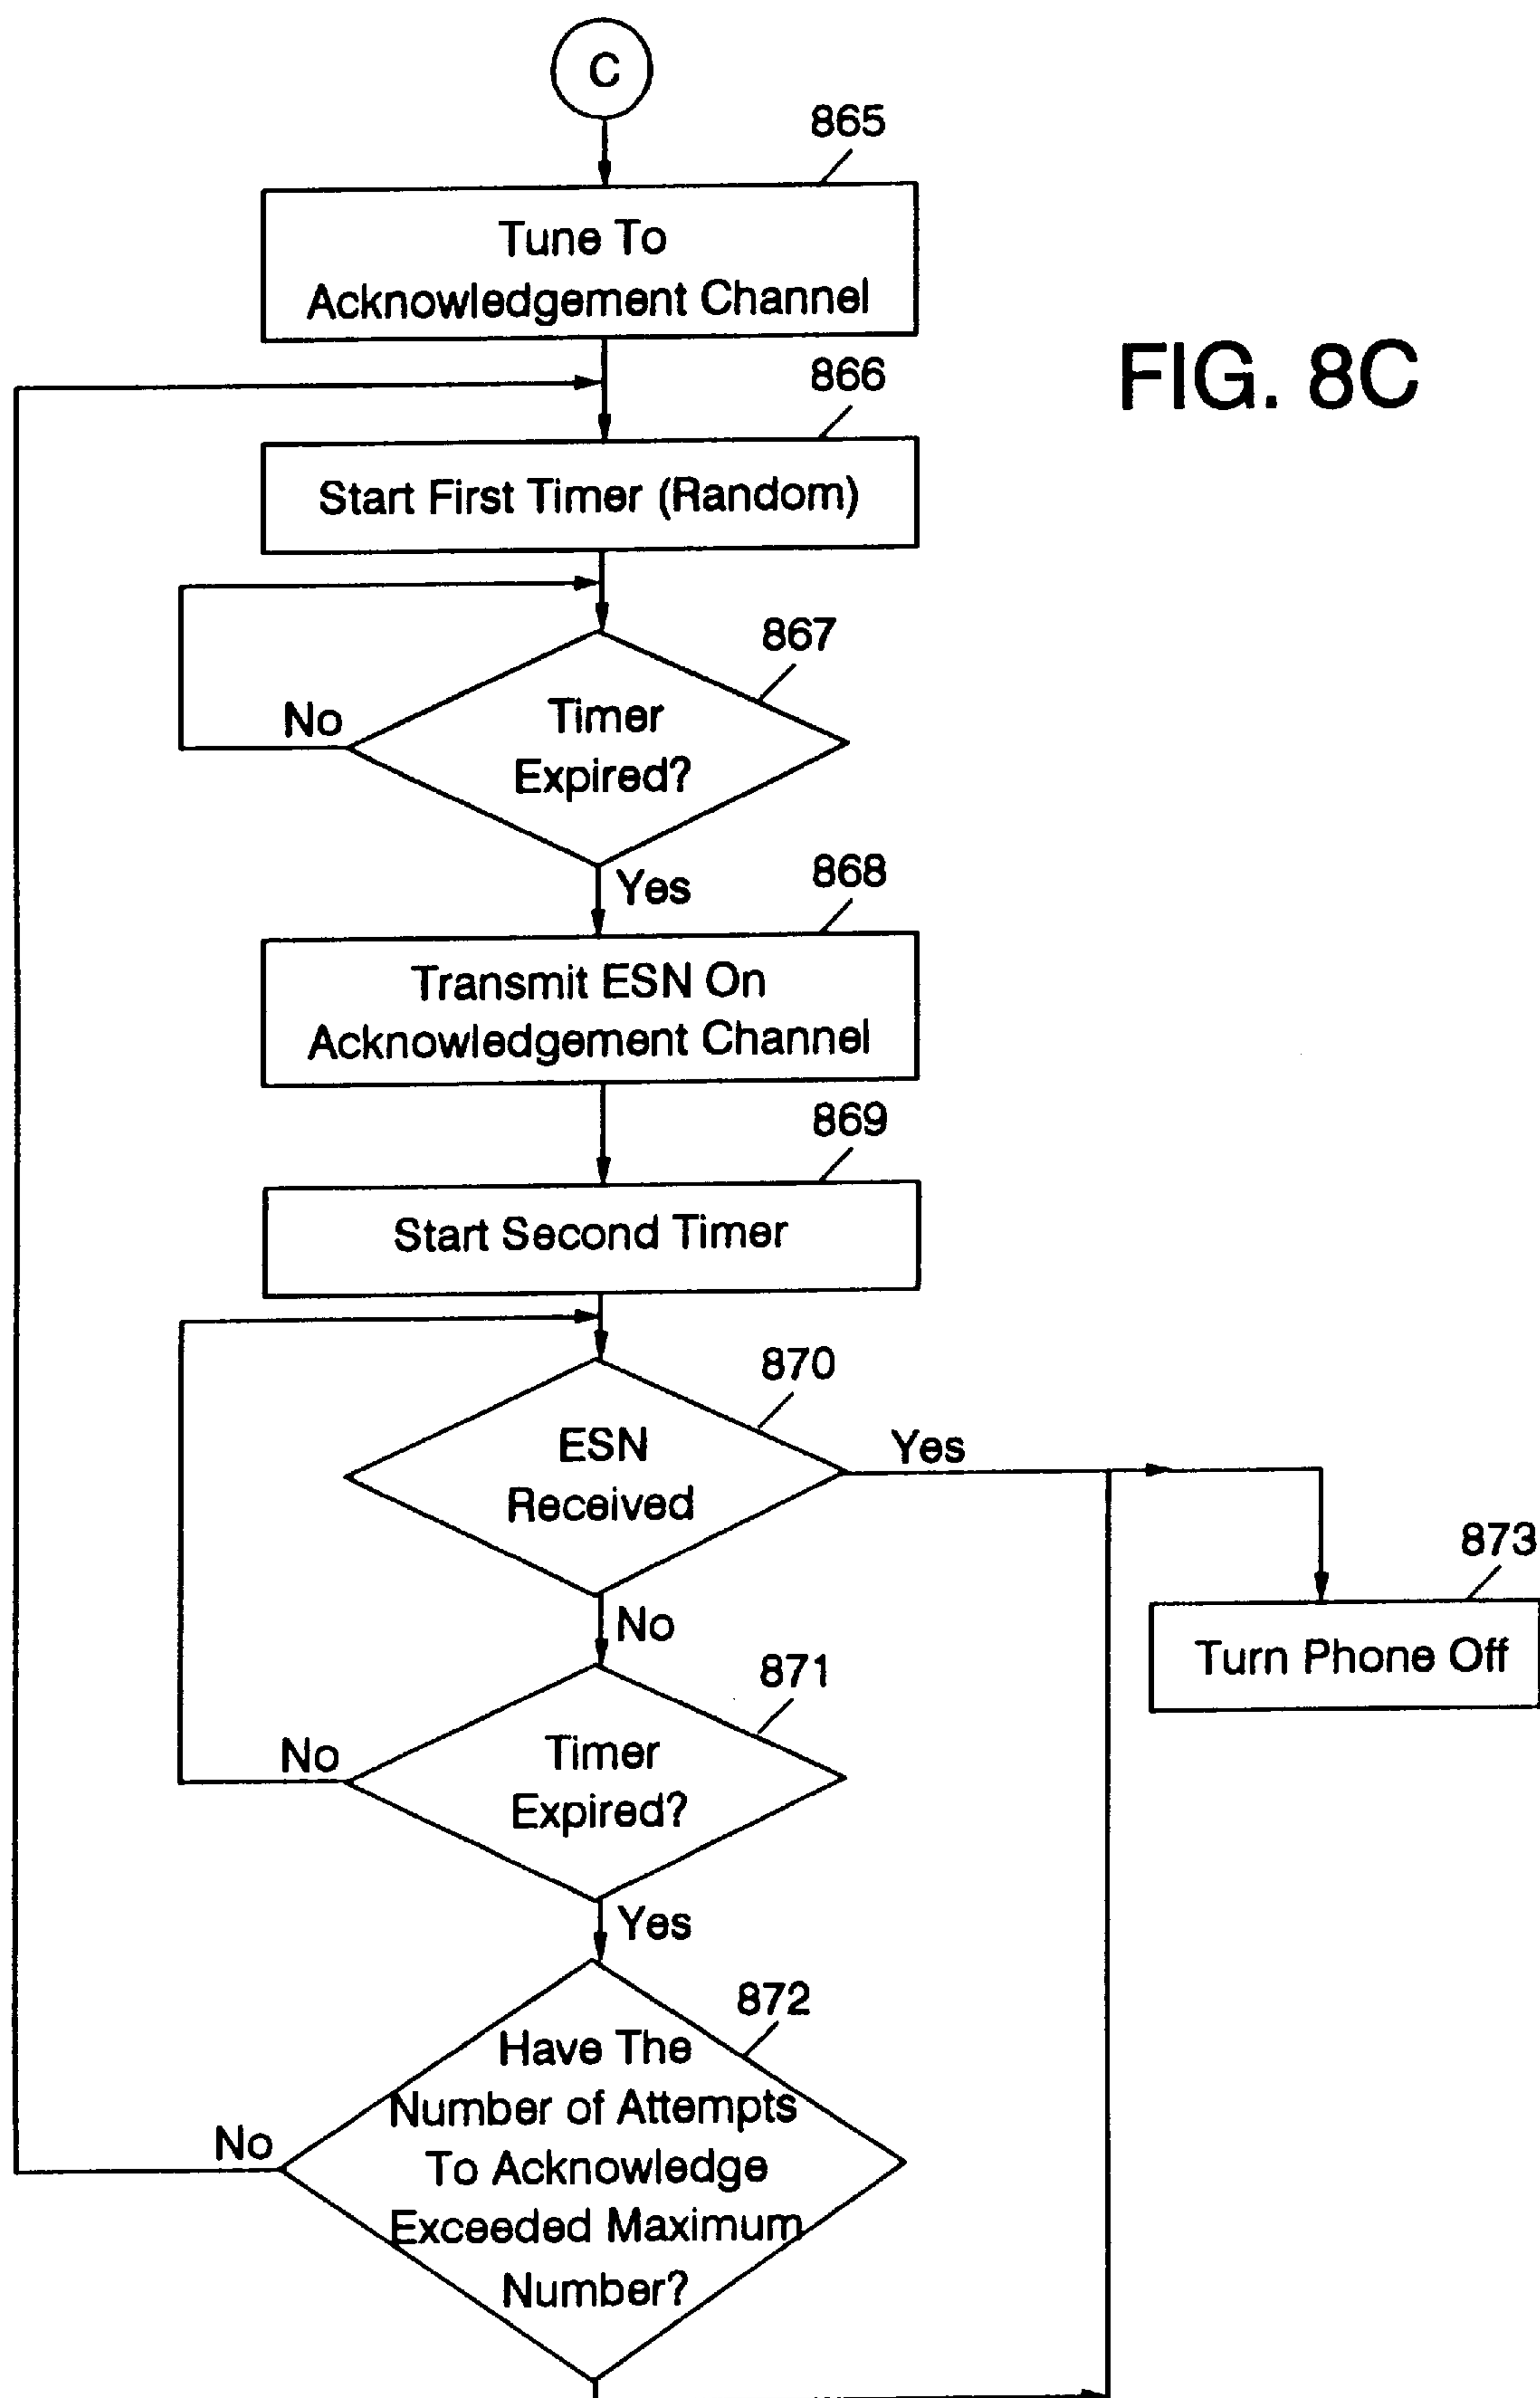 C
865
Tune To
Acknowledgement Channel
FIG. 8C
866
Start First Timer (Random)
867
No
Timer
Expired?
Yes
868
Transmit ESN On
Acknowledgement Channel
869
Start Second Timer
870
ESN
Received
Yes
873
Turn Phone Off
No
871
No
Timer
Expired?
Yes
872
Have The
Number of Attempts
To Acknowledge
Exceeded Maximum
Number?
No